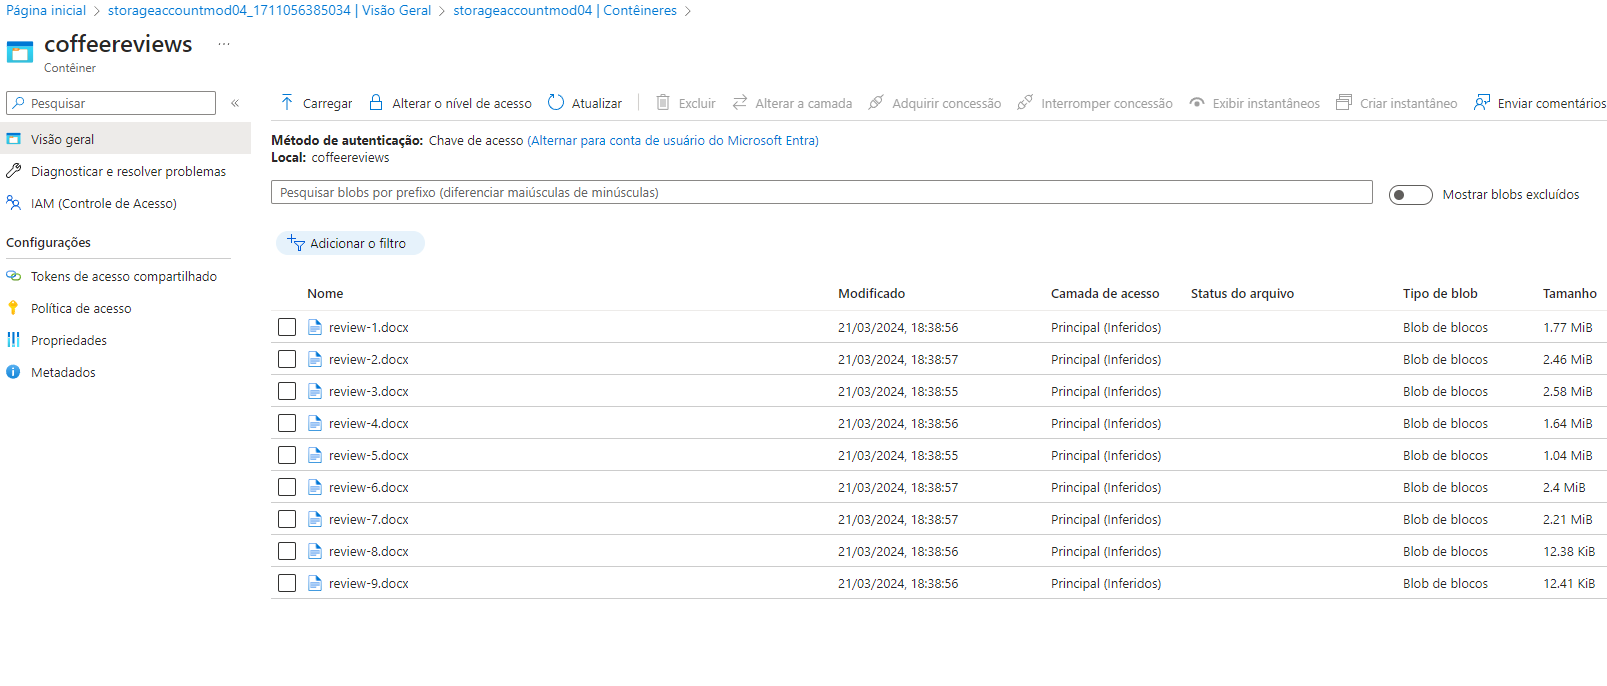 Página inicial > storageaccountmod04_1711056385034 | Visão Geral > storageaccountmod04 | Contêineres >
coffeereviews ...
Contêiner
Pesquisar «
Carregar Alterar o nível de acesso Atualizar Excluir Alterar a camada Adquirir concessão Interromper concessão Exibir instantâneos Criar instantâneo Enviar comentários
Visão geral
Diagnosticar e resolver problemas
IAM (Controle de Acesso)
Configurações
Tokens de acesso compartilhado
Política de acesso
Propriedades
Metadados
Método de autenticação: Chave de acesso (Alternar para conta de usuário do Microsoft Entra)
Local: coffeereviews
Pesquisar blobs por prefixo (diferenciar maiúsculas de minúsculas)
Mostrar blobs excluídos
Adicionar o filtro
Nome Modificado Camada de acesso Status do arquivo Tipo de blob Tamanho
review-1.docx 21/03/2024, 18:38:56 Principal (Inferidos) Blob de blocos 1.77 MiB
review-2.docx 21/03/2024, 18:38:57 Principal (Inferidos) Blob de blocos 2.46 MiB
review-3.docx 21/03/2024, 18:38:55 Principal (Inferidos) Blob de blocos 2.58 MiB
review-4.docx 21/03/2024, 18:38:56 Principal (Inferidos) Blob de blocos 1.64 MiB
review-5.docx 21/03/2024, 18:38:55 Principal (Inferidos) Blob de blocos 1.04 MiB
review-6.docx 21/03/2024, 18:38:57 Principal (Inferidos) Blob de blocos 2.4 MiB
review-7.docx 21/03/2024, 18:38:57 Principal (Inferidos) Blob de blocos 2.21 MiB
review-8.docx 21/03/2024, 18:38:56 Principal (Inferidos) Blob de blocos 12.38 KiB
review-9.docx 21/03/2024, 18:38:56 Principal (Inferidos) Blob de blocos 12.41 KiB